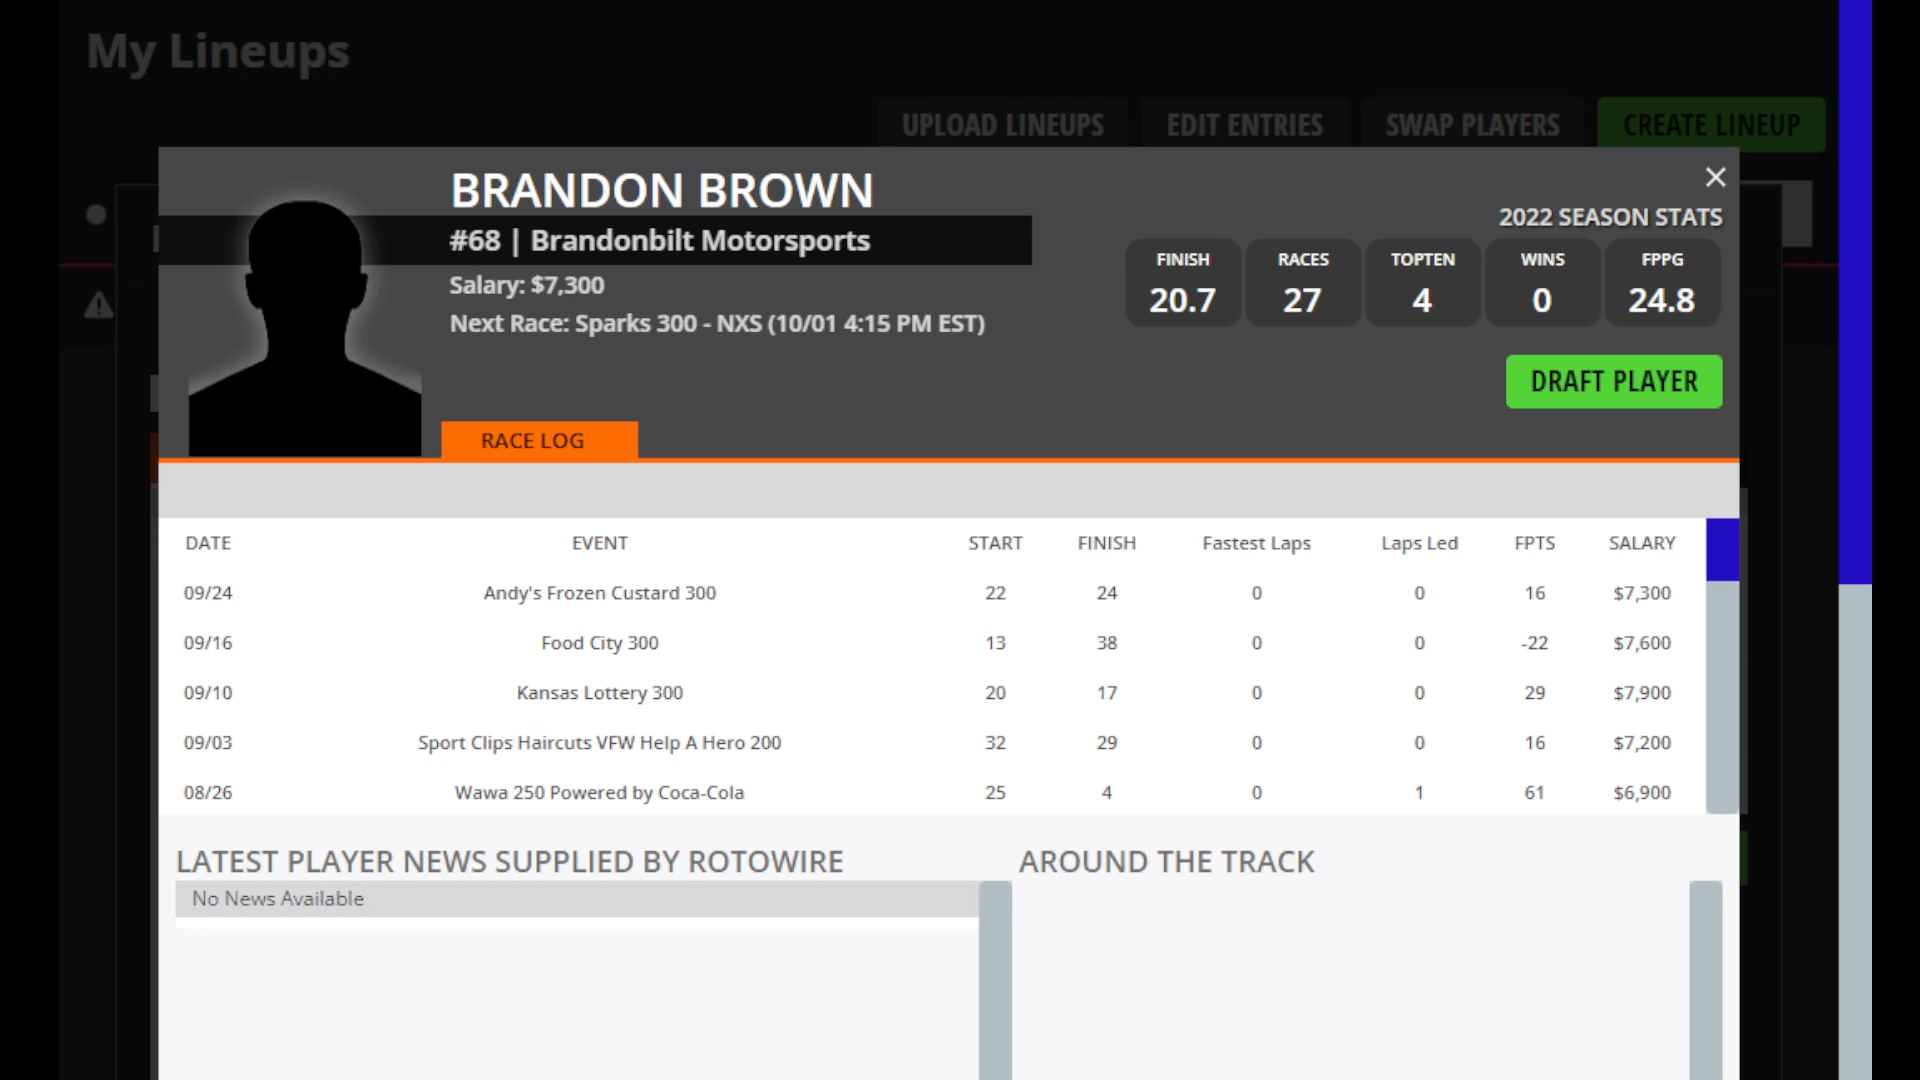 My Lineups
UPLOAD LINEUPS EDIT ENTRIES SWAP PLAYERS CREATE LINEUP
BRANDON BROWN
#68 | Brandonbilt Motorsports
Salary: $7,300
Next Race: Sparks 300 - NXS (10/01 4:15 PM EST)
2022 SEASON STATS
FINISH RACES TOPTEN WINS FPPG
20.7 27 4 0 24.8
DRAFT PLAYER
RACE LOG
DATE EVENT START FINISH Fastest Laps Laps Led FPTS SALARY
09/24 Andy's Frozen Custard 300 22 24 0 0 16 $7,300
09/16 Food City 300 13 38 0 0 -22 $7,600
09/10 Kansas Lottery 300 20 17 0 0 29 $7,900
09/03 Sport Clips Haircuts VFW Help A Hero 200 32 29 0 0 16 $7,200
08/26 Wawa 250 Powered by Coca-Cola 25 4 0 1 61 $6,900
LATEST PLAYER NEWS SUPPLIED BY ROTOWIRE
No News Available
AROUND THE TRACK